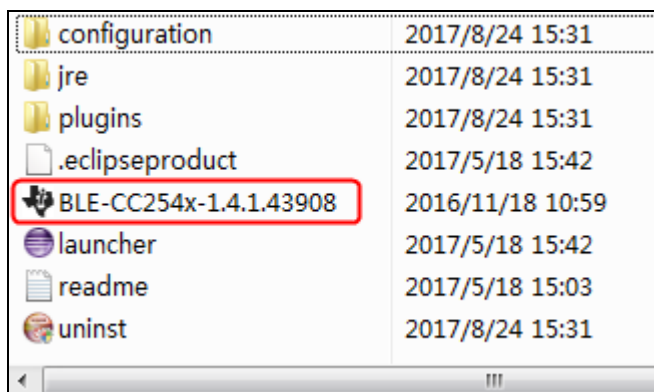 configuration 2017/8/24 15:31
jre 2017/8/24 15:31
plugins 2017/8/24 15:31
.eclipseproduct 2017/5/18 15:42
BLE-CC254x-1.4.1.43908 2016/11/18 10:59
launcher 2017/5/18 15:42
readme 2017/5/18 15:03
uninst 2017/8/24 15:31